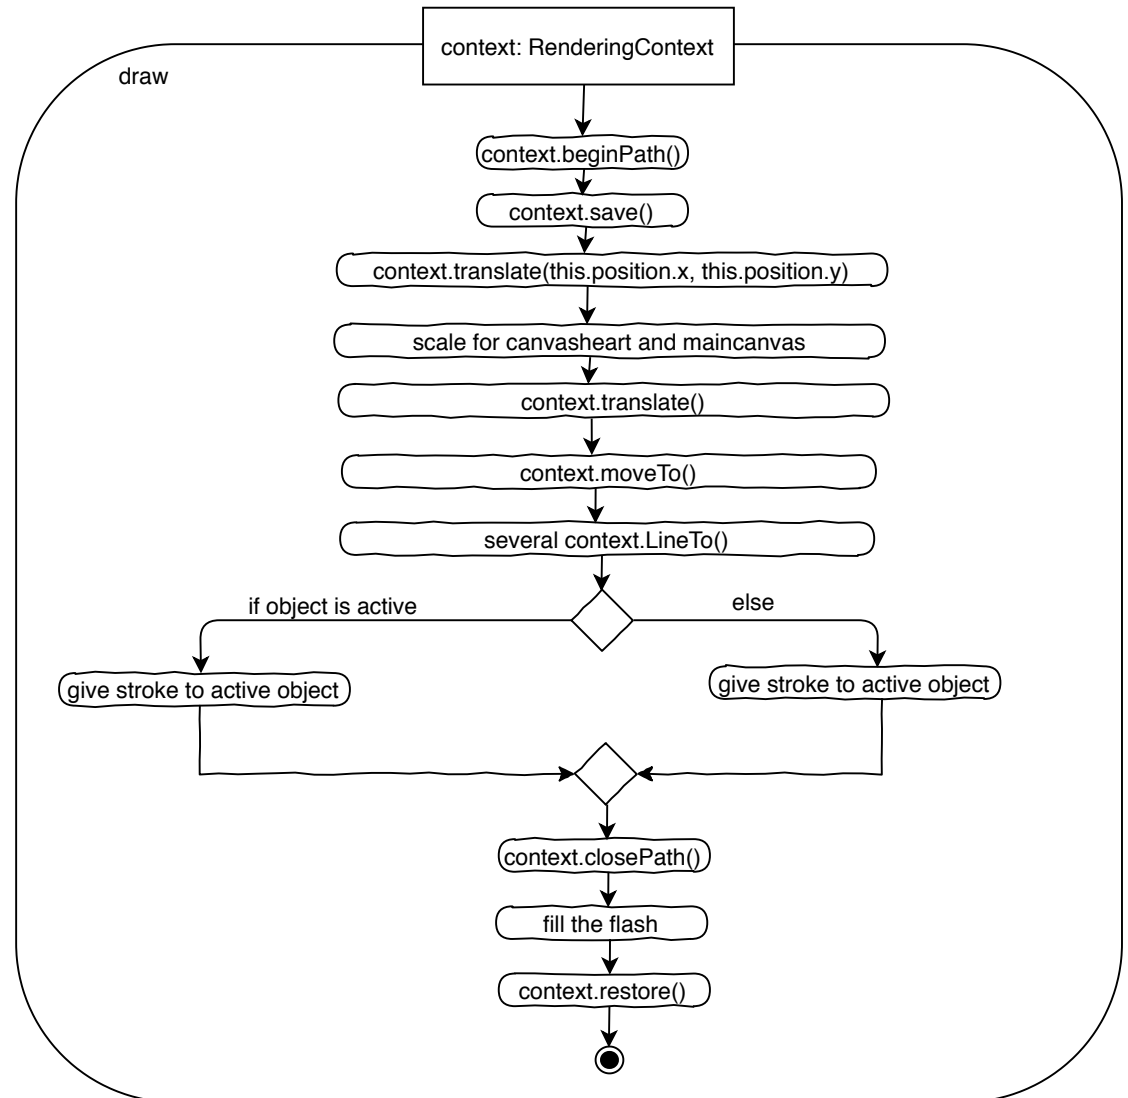 context: RenderingContext
draw
context.beginPath()
context.save()
context.translate(this.position.x, this.position.y)
scale for canvasheart and maincanvas
context.translate()
context.moveTo()
several context.LineTo()
if object is active
else
give stroke to active object
give stroke to active object
context.closePath()
fill the flash
context.restore()